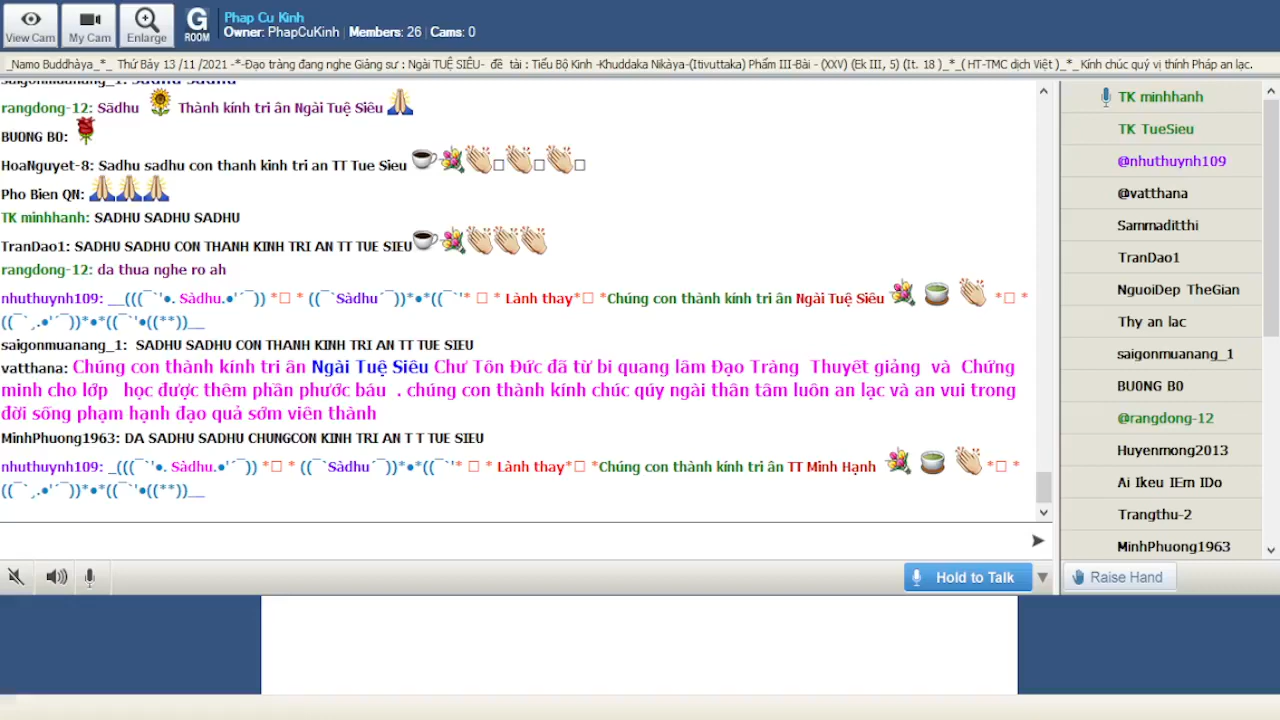 View Cam
My Cam
Enlarge
G
ROOM
Phap Cu Kinh
Owner: PhapCuKinh | Members: 26 | Cams: 0
_Namo Buddhàya_*_ Thứ Bảy 13 /11 /2021 -*-Đạo tràng đang nghe Giảng sư : Ngài TUỆ SIÊU- đề tài : Tiểu Bộ Kinh -Khuddaka Nikàya-(Itivuttaka) Phẩm III-Bài - (XXV) (Ek III, 5) (It. 18 )_*_( HT-TMC dịch Việt )_*_Kính chúc quý vị thính Pháp an lạc.
saigonmuanang_1: Sadhu Sadhu
rangdong-12: Sādhu Thành kính tri ân Ngài Tuệ Siêu
BU0NG B0:
HoaNguyet-8: Sadhu sadhu con thanh kinh tri an TT Tue Sieu
Pho Bien QN:
TK minhhanh: SADHU SADHU SADHU
TranDao1: SADHU SADHU CON THANH KINH TRI AN TT TUE SIEU
rangdong-12: da thua nghe ro ah
nhuthuynh109: __(((¯`'•. Sàdhu.•'´¯)) *□ * ((¯`Sàdhu´¯))*•*((¯`'* □ * Lành thay*□ *Chúng con thành kính tri ân Ngài Tuệ Siêu *□ *
((¯`¸.•'´¯))*•*((¯`'•((**))__
saigonmuanang_1: SADHU SADHU CON THANH KINH TRI AN TT TUE SIEU
vatthana: Chúng con thành kính tri ân Ngài Tuệ Siêu Chư Tôn Đức đã từ bi quang lâm Đạo Tràng Thuyết giảng và Chứng
minh cho lớp học được thêm phần phước báu . chúng con thành kính chúc qúy ngài thân tâm luôn an lạc và an vui trong
đời sống phạm hạnh đạo quả sớm viên thành
MinhPhuong1963: DA SADHU SADHU CHUNGCON KINH TRI AN T T TUE SIEU
nhuthuynh109: _(((¯`'•. Sàdhu.•'´¯)) *□ * ((¯`Sàdhu´¯))*•*((¯`'* □ * Lành thay*□ *Chúng con thành kính tri ân TT Minh Hạnh *□ *
((¯`¸.•'´¯))*•*((¯`'•((**))__
Hold to Talk
TK minhhanh
TK TueSieu
@nhuthuynh109
@vatthana
Sammaditthi
TranDao1
NguoiDep TheGian
Thy an lac
saigonmuanang_1
BU0NG B0
@rangdong-12
Huyenmong2013
Ai Ikeu IEm IDo
Trangthu-2
MinhPhuong1963
Raise Hand